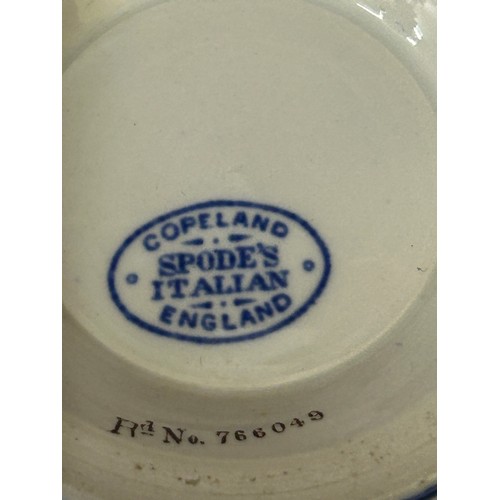 COPELAND
SPODE'S
ITALIAN
ENGLAND
Rd No. 766049